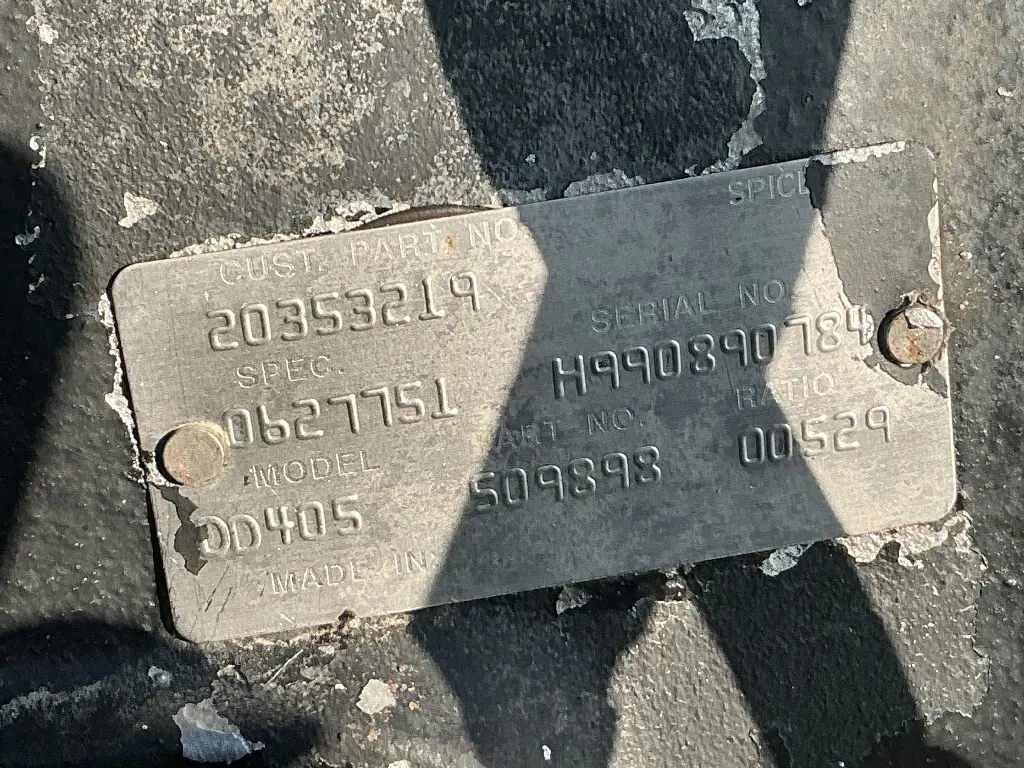 SPICE
CUST. PART NO.
20353219
SERIAL NO.
H990890784
SPEC.
0627751
PART NO.
509898
RATIO
00529
MODEL
DD405
MADE IN: